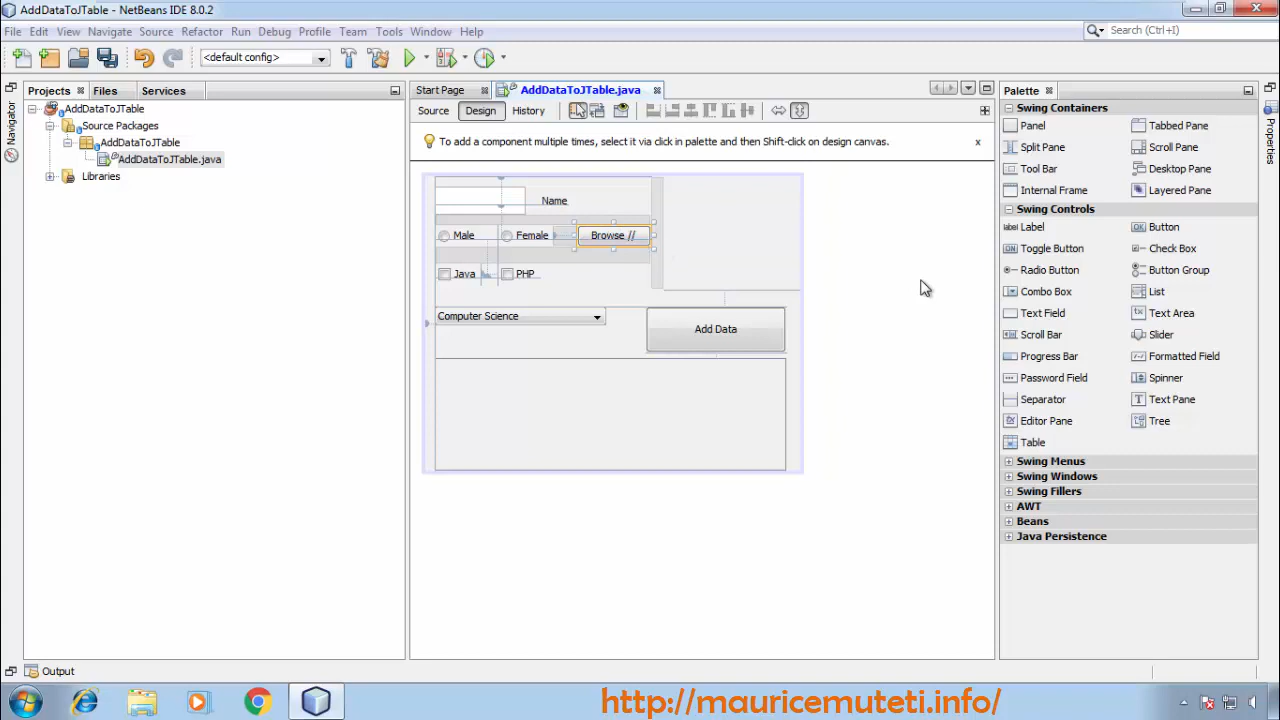 AddDataToJTable - NetBeans IDE 8.0.2
File Edit View Navigate Source Refactor Run Debug Profile Team Tools Window Help
Search (Ctrl+I)
<default config>
Projects Files Services
Start Page AddDataToJTable.java
Palette
Navigator
Properties
AddDataToJTable
Source Packages
AddDataToJTable
AddDataToJTable.java
Libraries
Source Design History
To add a component multiple times, select it via click in palette and then Shift-click on design canvas.
x
Name
Male Female Browse //
Java PHP
Computer Science
Add Data
Swing Containers
Panel Tabbed Pane
Split Pane Scroll Pane
Tool Bar Desktop Pane
Internal Frame Layered Pane
Swing Controls
label Label OK Button
ON Toggle Button Check Box
Radio Button Button Group
Combo Box List
Text Field Text Area
Scroll Bar Slider
Progress Bar Formatted Field
Password Field Spinner
Separator T Text Pane
Editor Pane Tree
Table
Swing Menus
Swing Windows
Swing Fillers
AWT
Beans
Java Persistence
Output
http://mauricemuteti.info/